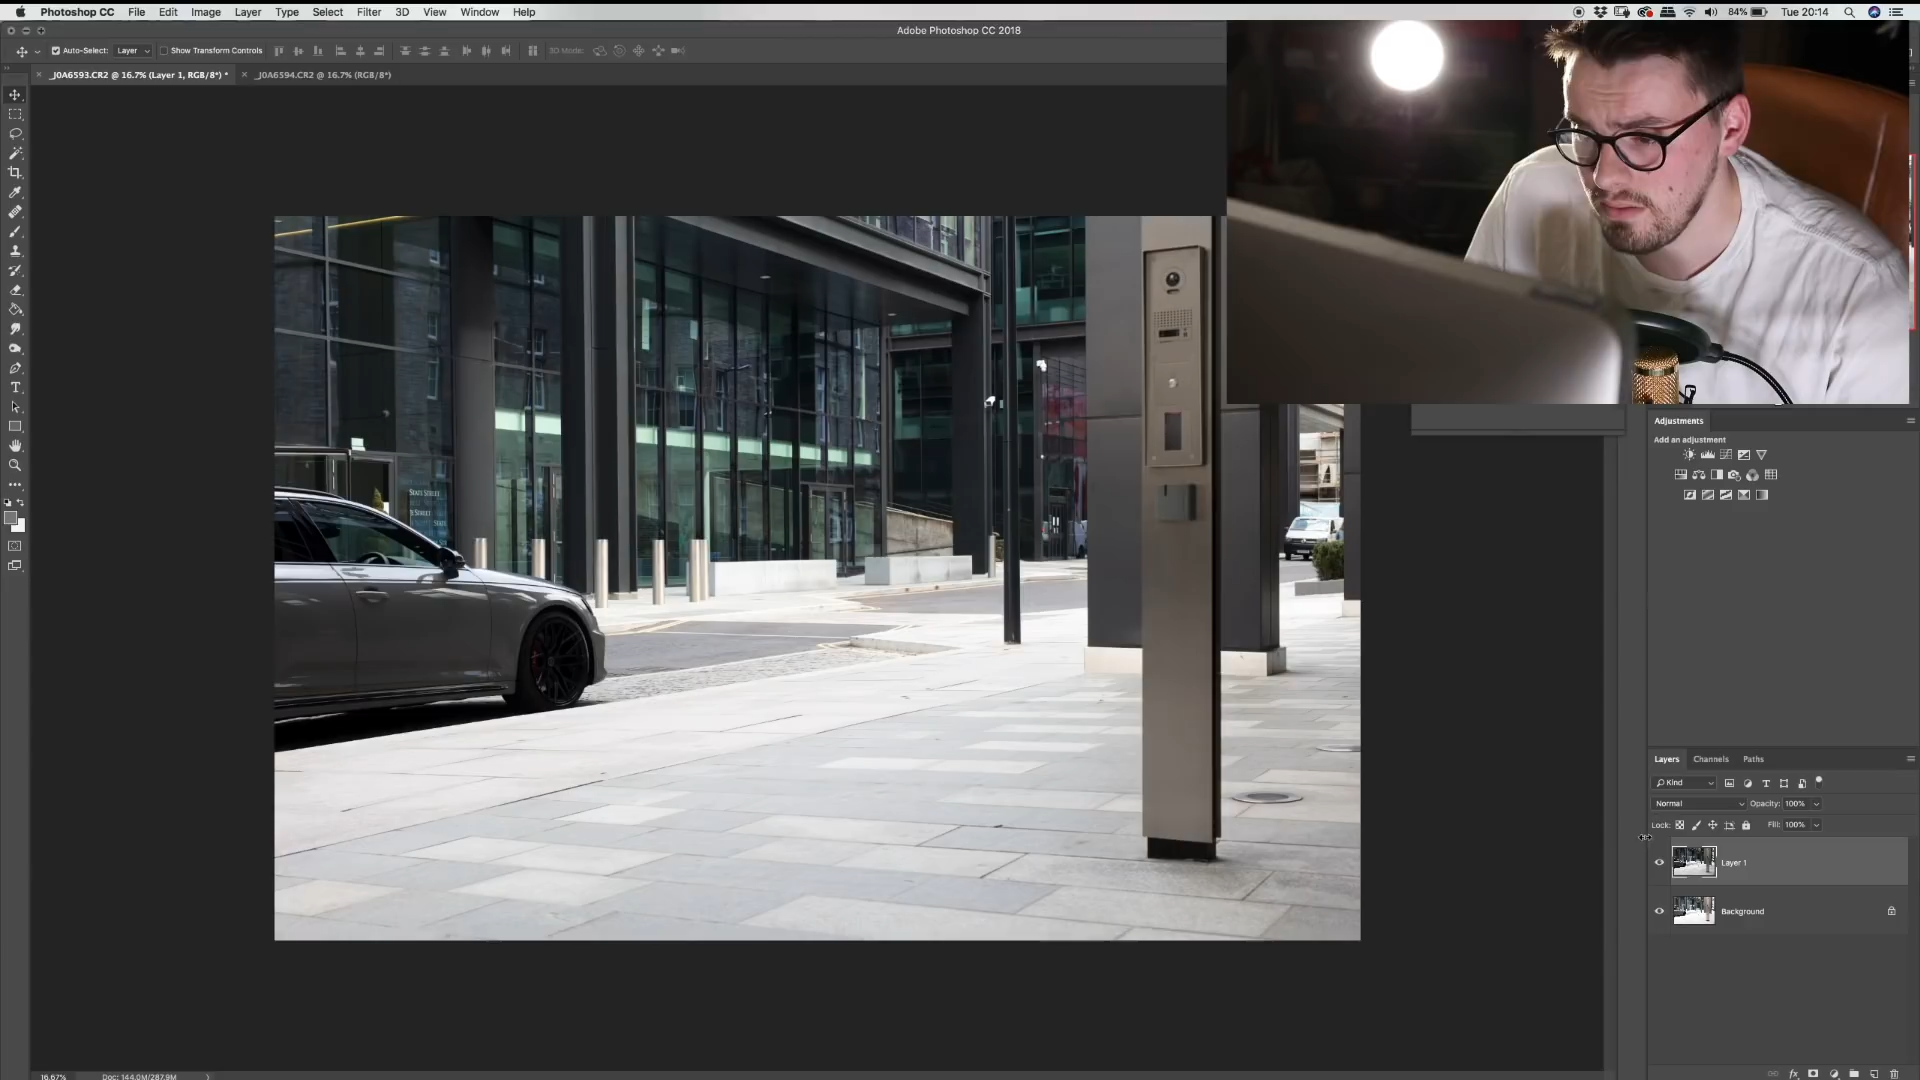 Photoshop CC File Edit Image Layer Type Select Filter 3D View Window Help 84% Tue 20:14
Adobe Photoshop CC 2018
Auto-Select: Layer Show Transform Controls 3D Mode:
_J0A6593.CR2 @ 16.7% (Layer 1, RGB/8*) * _J0A6594.CR2 @ 16.7% (RGB/8*)
Adjustments
Add an adjustment
STATE STREET
STATE
Layers Channels Paths
Kind
Normal Opacity: 100%
Lock: Fill: 100%
Layer 1
Background
16.67% Doc: 144.0M/287.9M